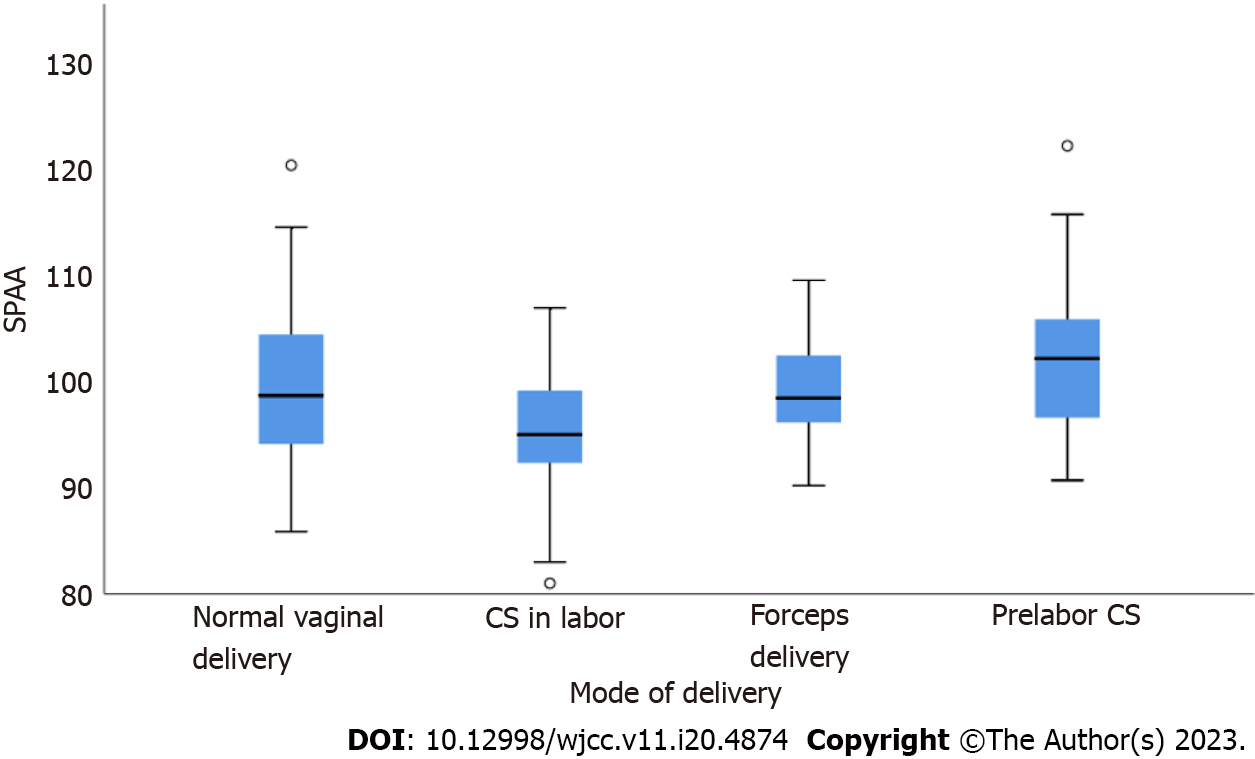 130
120
110
100
90
80
SPAA
Normal vaginal
delivery
CS in labor
Forceps
delivery
Prelabor CS
Mode of delivery
DOI: 10.12998/wjcc.v11.i20.4874 Copyright ©The Author(s) 2023.